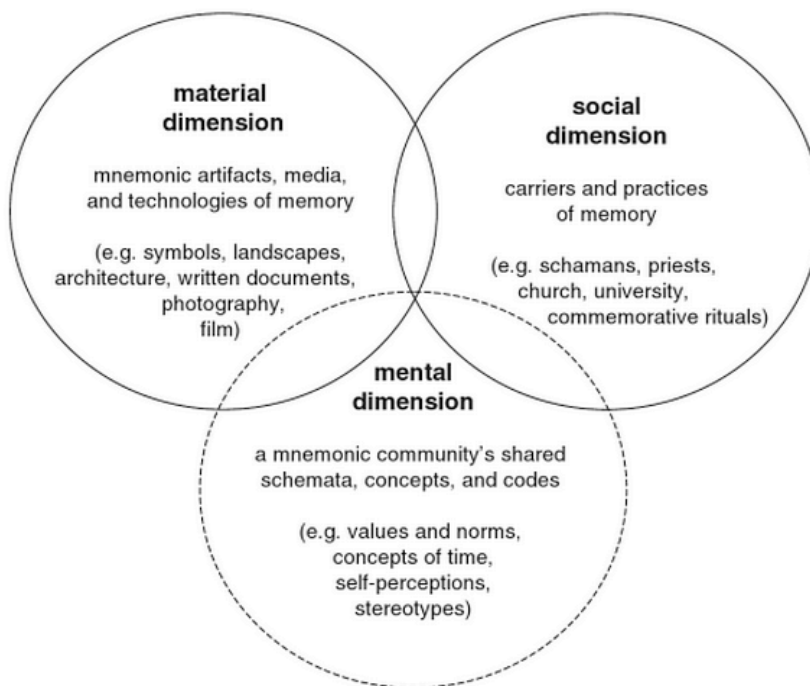 material
dimension
mnemonic artifacts, media,
and technologies of memory
(e.g. symbols, landscapes,
architecture, written documents,
photography,
film)
social
dimension
carriers and practices
of memory
(e.g. schamans, priests,
church, university,
commemorative rituals)
mental
dimension
a mnemonic community’s shared
schemata, concepts, and codes
(e.g. values and norms,
concepts of time,
self-perceptions,
stereotypes)